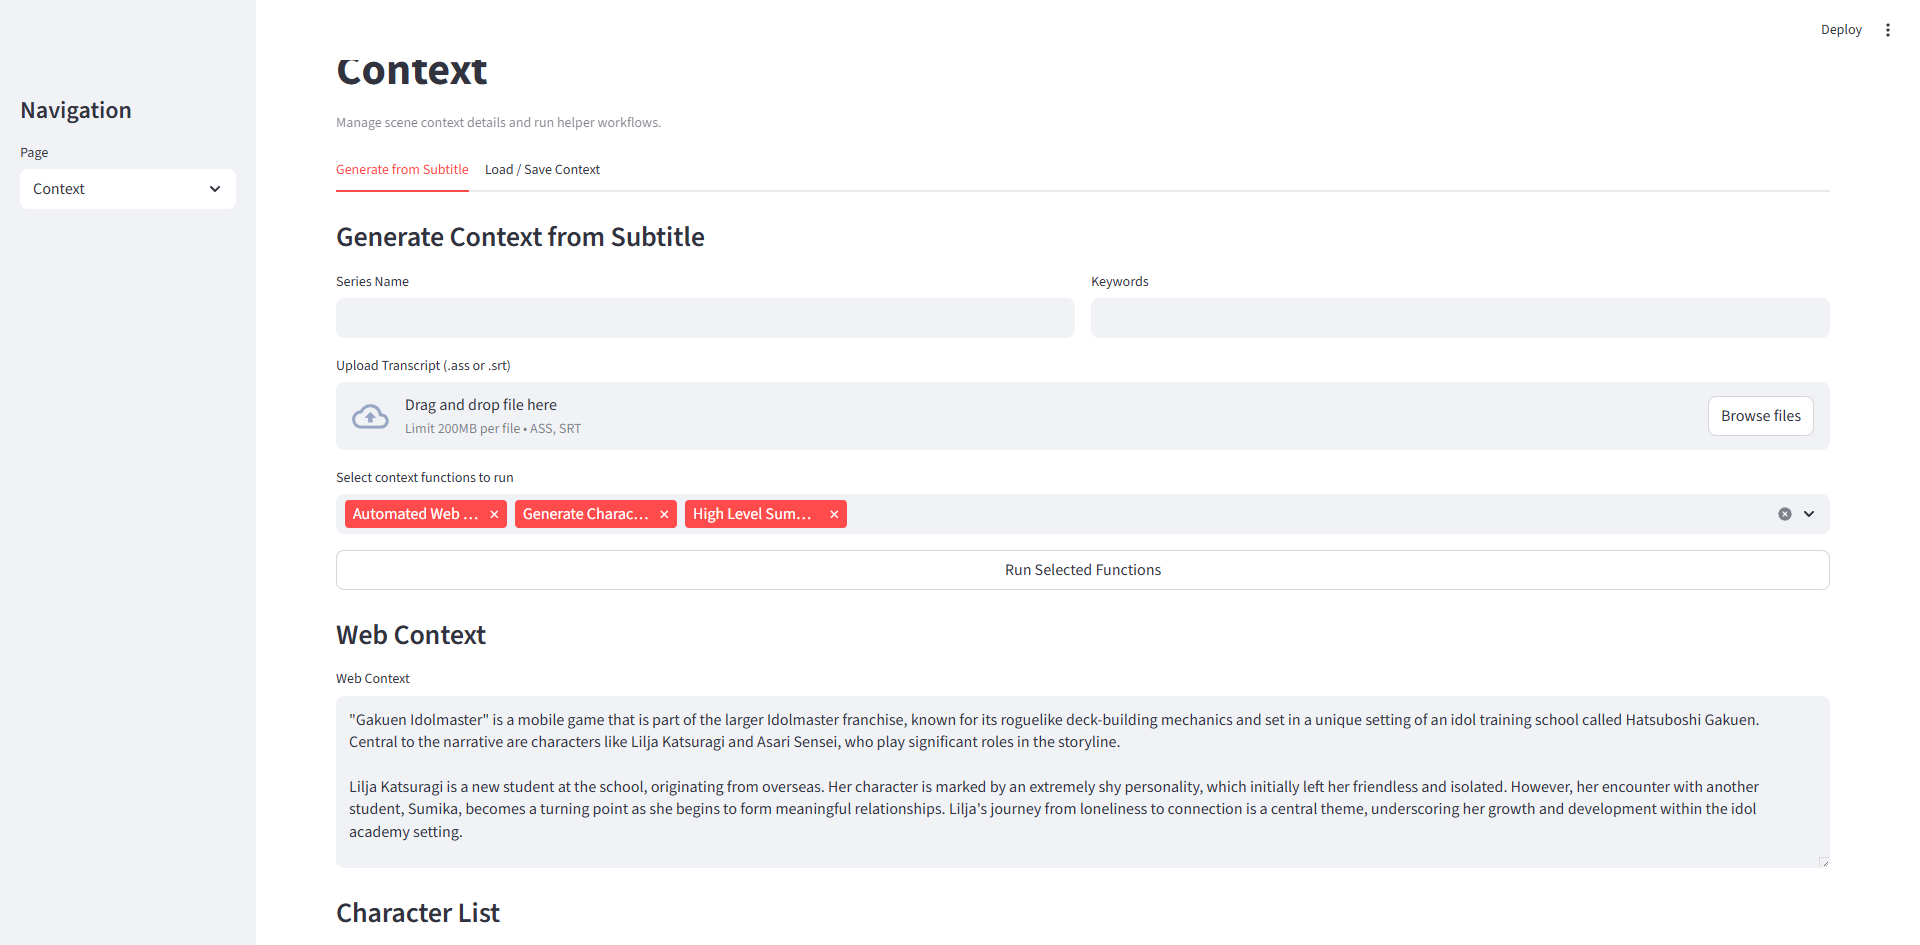 Deploy
Context
Navigation
Manage scene context details and run helper workflows.
Page
Generate from Subtitle Load / Save Context
Context
Generate Context from Subtitle
Series Name Keywords
Upload Transcript (.ass or .srt)
Drag and drop file here
Limit 200MB per file • ASS, SRT
Browse files
Select context functions to run
Automated Web ... × Generate Charac... × High Level Sum... ×
Run Selected Functions
Web Context
Web Context
"Gakuen Idolmaster" is a mobile game that is part of the larger Idolmaster franchise, known for its roguelike deck-building mechanics and set in a unique setting of an idol training school called Hatsuboshi Gakuen.
Central to the narrative are characters like Lilja Katsuragi and Asari Sensei, who play significant roles in the storyline.
Lilja Katsuragi is a new student at the school, originating from overseas. Her character is marked by an extremely shy personality, which initially left her friendless and isolated. However, her encounter with another
student, Sumika, becomes a turning point as she begins to form meaningful relationships. Lilja's journey from loneliness to connection is a central theme, underscoring her growth and development within the idol
academy setting.
Character List